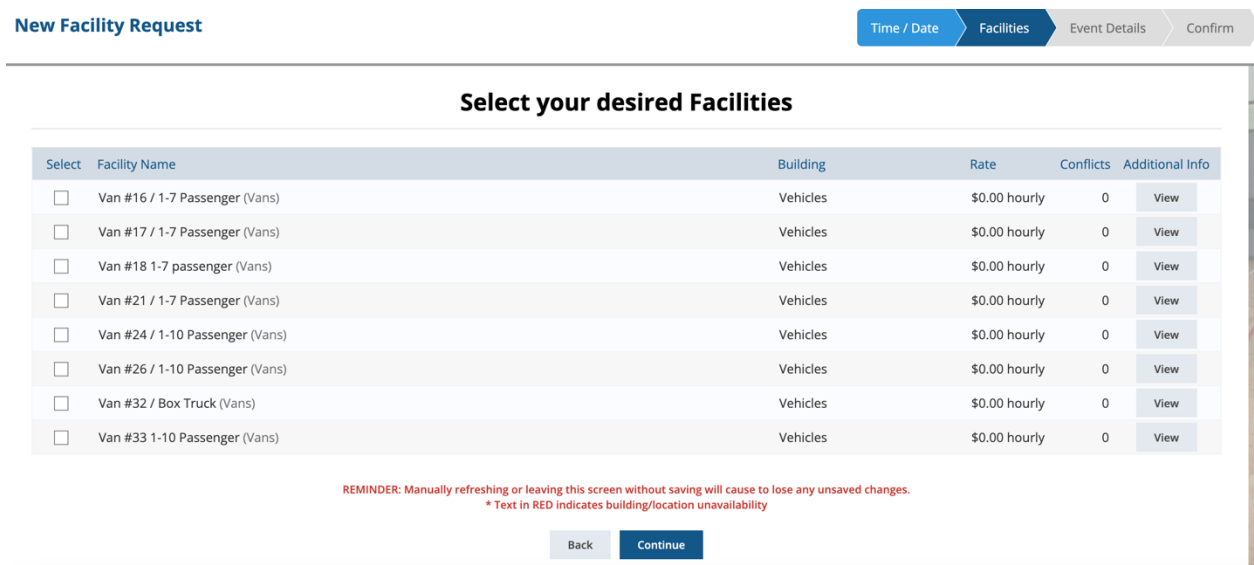 New Facility Request
Time / Date Facilities Event Details Confirm
Select your desired Facilities
Select Facility Name Building Rate Conflicts Additional Info
Van #16 / 1-7 Passenger (Vans) Vehicles $0.00 hourly 0 View
Van #17 / 1-7 Passenger (Vans) Vehicles $0.00 hourly 0 View
Van #18 1-7 passenger (Vans) Vehicles $0.00 hourly 0 View
Van #21 / 1-7 Passenger (Vans) Vehicles $0.00 hourly 0 View
Van #24 / 1-10 Passenger (Vans) Vehicles $0.00 hourly 0 View
Van #26 / 1-10 Passenger (Vans) Vehicles $0.00 hourly 0 View
Van #32 / Box Truck (Vans) Vehicles $0.00 hourly 0 View
Van #33 1-10 Passenger (Vans) Vehicles $0.00 hourly 0 View
REMINDER: Manually refreshing or leaving this screen without saving will cause to lose any unsaved changes.
* Text in RED indicates building/location unavailability
Back Continue